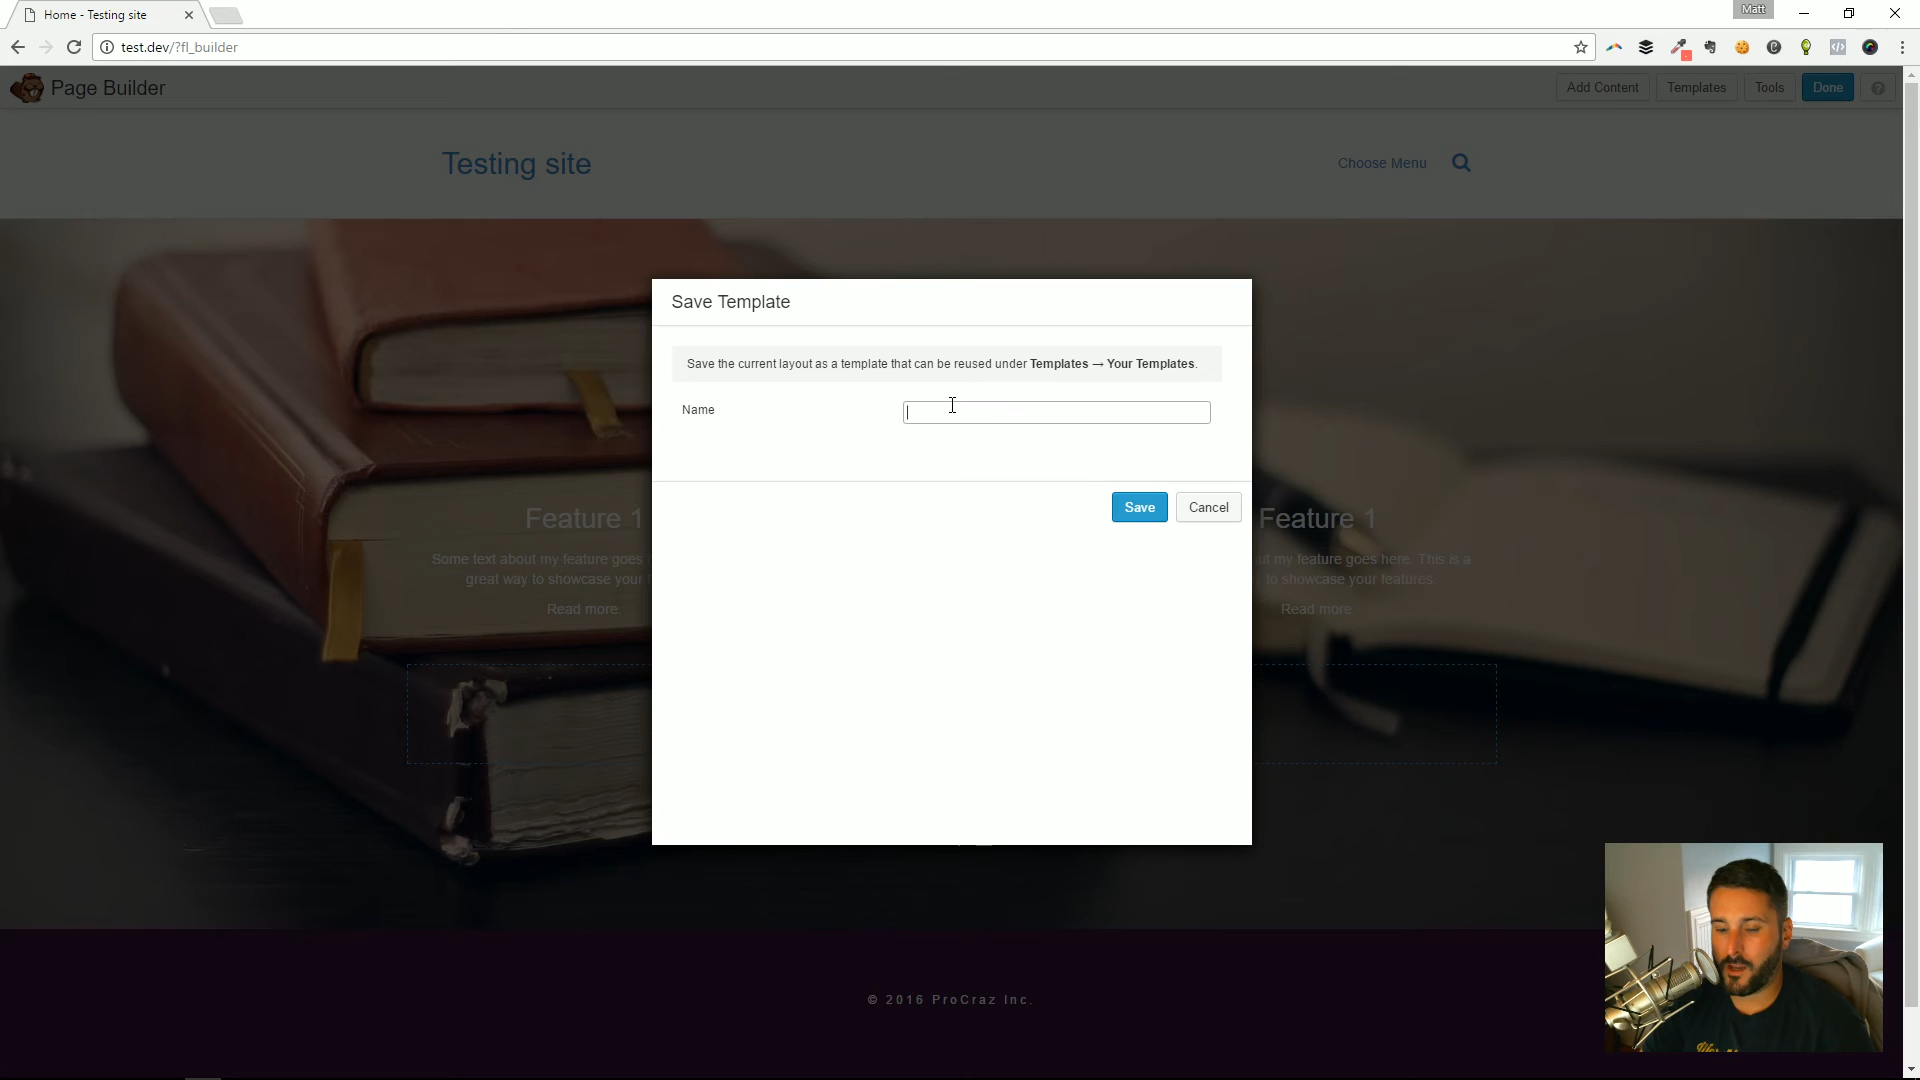 Home - Testing site
Matt
test.dev/?fl_builder
Page Builder
Add Content
Templates
Tools
Done
?
Testing site
Choose Menu
Save Template
Save the current layout as a template that can be reused under Templates → Your Templates.
Name
Save
Cancel
Feature 1
Feature 1
Some text about my feature goes
great way to showcase your
Read more
my feature goes here. This is a
to showcase your features.
Read more
© 2016 ProCraz Inc.